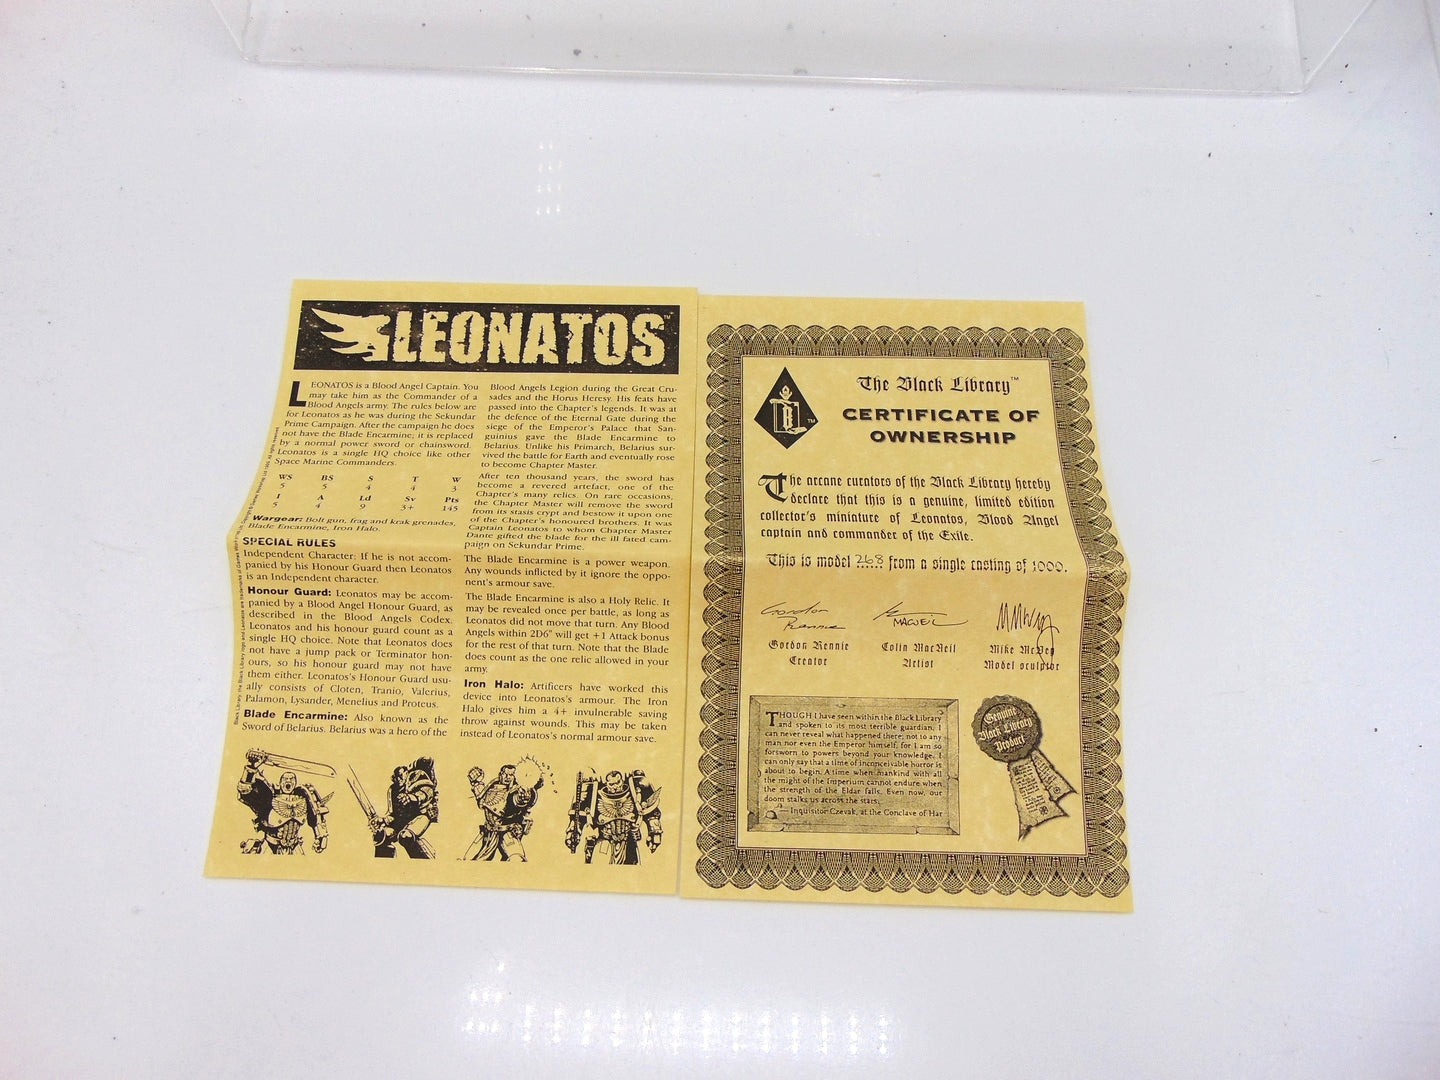 LEONATOS™
LEONATOS is a Blood Angel Captain. You
may take him as the Commander of a
Blood Angels army. The rules below are
for Leonatos as he was during the Sekundar
Prime Campaign. After the campaign he does
not have the Blade Encarmine; it is replaced
by a normal power sword or chainsword.
Leonatos is a single HQ choice like other
Space Marine Commanders.
WS BS S T W
5 5 4 4 3
I A Ld Sv Pts
5 4 9 3+ 145
Wargear: Bolt gun, frag and krak grenades,
Blade Encarmine, Iron Halo.
SPECIAL RULES
Independent Character: If he is not accom-
panied by his Honour Guard then Leonatos
is an Independent character.
Honour Guard: Leonatos may be accom-
panied by a Blood Angel Honour Guard, as
described in the Blood Angels Codex.
Leonatos and his honour guard count as a
single HQ choice. Note that Leonatos does
not have a jump pack or Terminator hon-
ours, so his honour guard may not have
them either. Leonatos's Honour Guard usu-
ally consists of Cloten, Tranio, Valerius,
Palamon, Lysander, Menelius and Proteus.
Blade Encarmine: Also known as the
Sword of Belarius. Belarius was a hero of the
Blood Angels Legion during the Great Cru-
sades and the Horus Heresy. His feats have
passed into the Chapter's legends. It was at
the defence of the Eternal Gate during the
siege of the Emperor's Palace that San-
guinius gave the Blade Encarmine to
Belarius. Unlike his Primarch, Belarius sur-
vived the battle for Earth and eventually rose
to become Chapter Master.
After ten thousand years, the sword has
become a revered artefact, one of the
Chapter's many relics. On rare occasions,
the Chapter Master will remove the sword
from its stasis crypt and bestow it upon one
of the Chapter's honoured brothers. It was
Captain Leonatos to whom Chapter Master
Dante gifted the blade for the ill fated cam-
paign on Sekundar Prime.
The Blade Encarmine is a power weapon.
Any wounds inflicted by it ignore the oppo-
nent's armour save.
The Blade Encarmine is also a Holy Relic. It
may be revealed once per battle, as long as
Leonatos did not move that turn. Any Blood
Angels within 2D6" will get +1 Attack bonus
for the rest of that turn. Note that the Blade
does count as the one relic allowed in your
army.
Iron Halo: Artificers have worked this
device into Leonatos's armour. The Iron
Halo gives him a 4+ invulnerable saving
throw against wounds. This may be taken
instead of Leonatos's normal armour save.
The Black Library™
CERTIFICATE OF
OWNERSHIP
The arcane curators of the Black Library hereby
declare that this is a genuine, limited edition
collector's miniature of Leonatos, Blood Angel
captain and commander of the Exile.
This is model 268 from a single casting of 1000.
Gordon Rennie
MACNEIL
Gordon Rennie Colin MacNeil Mike McVey
Creator Artist Model sculptor
THOUGH I have seen within the Black Library
and spoken to its most terrible guardian, I
can never reveal what happened there; not to any
man nor even the Emperor himself, for I am so
forsworn to powers beyond your knowledge. I
can only say that a time of inconceivable horror is
about to begin. A time when mankind with all
the might of the Imperium cannot endure when
the strength of the Eldar falls. Even now, our
doom stalks us across the stars.
— Inquisitor Czevak, at the Conclave of Har
Genuine
Black Library
Product